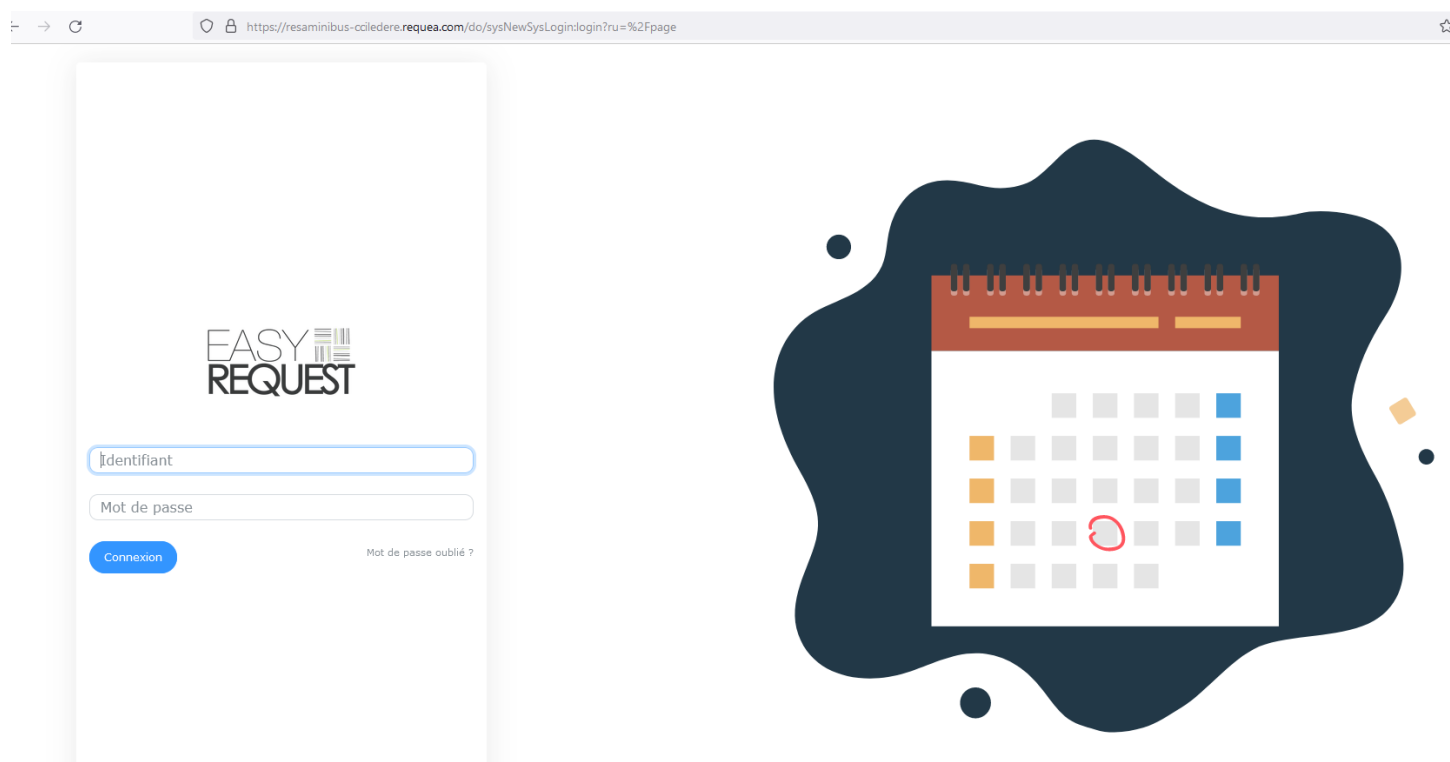 https://resaminibus-cciledere.requea.com/do/sysNewSysLogin:login?ru=%2Fpage
EASY
REQUEST
Identifiant
Mot de passe
Connexion
Mot de passe oublié ?